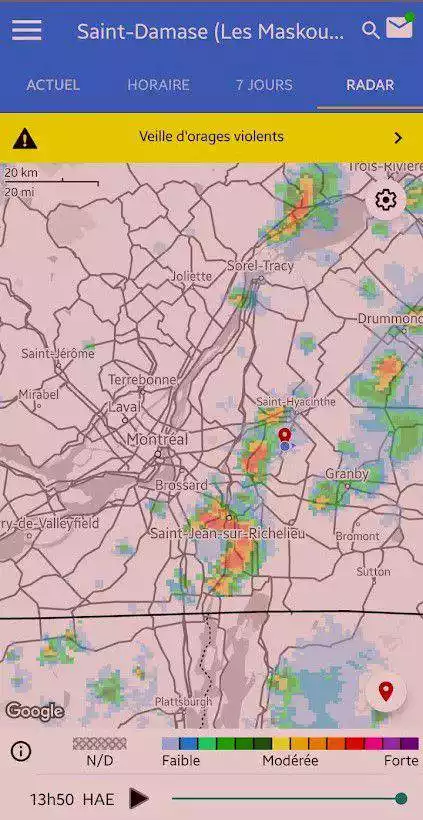 Saint-Damase (Les Maskou...
ACTUEL HORAIRE 7 JOURS RADAR
Veille d'orages violents
20 km
20 mi
Trois-Rivière
Joliette
Sorel-Tracy
Drummond
Saint-Jérôme
Mirabel
Terrebonne
Laval
Saint-Hyacinthe
Montréal
Brossard
Granby
ry-de-Valleyfield
Saint-Jean-sur-Richelieu
Bromont
Sutton
Plattsburgh
Google
N/D Faible Modérée Forte
13h50 HAE